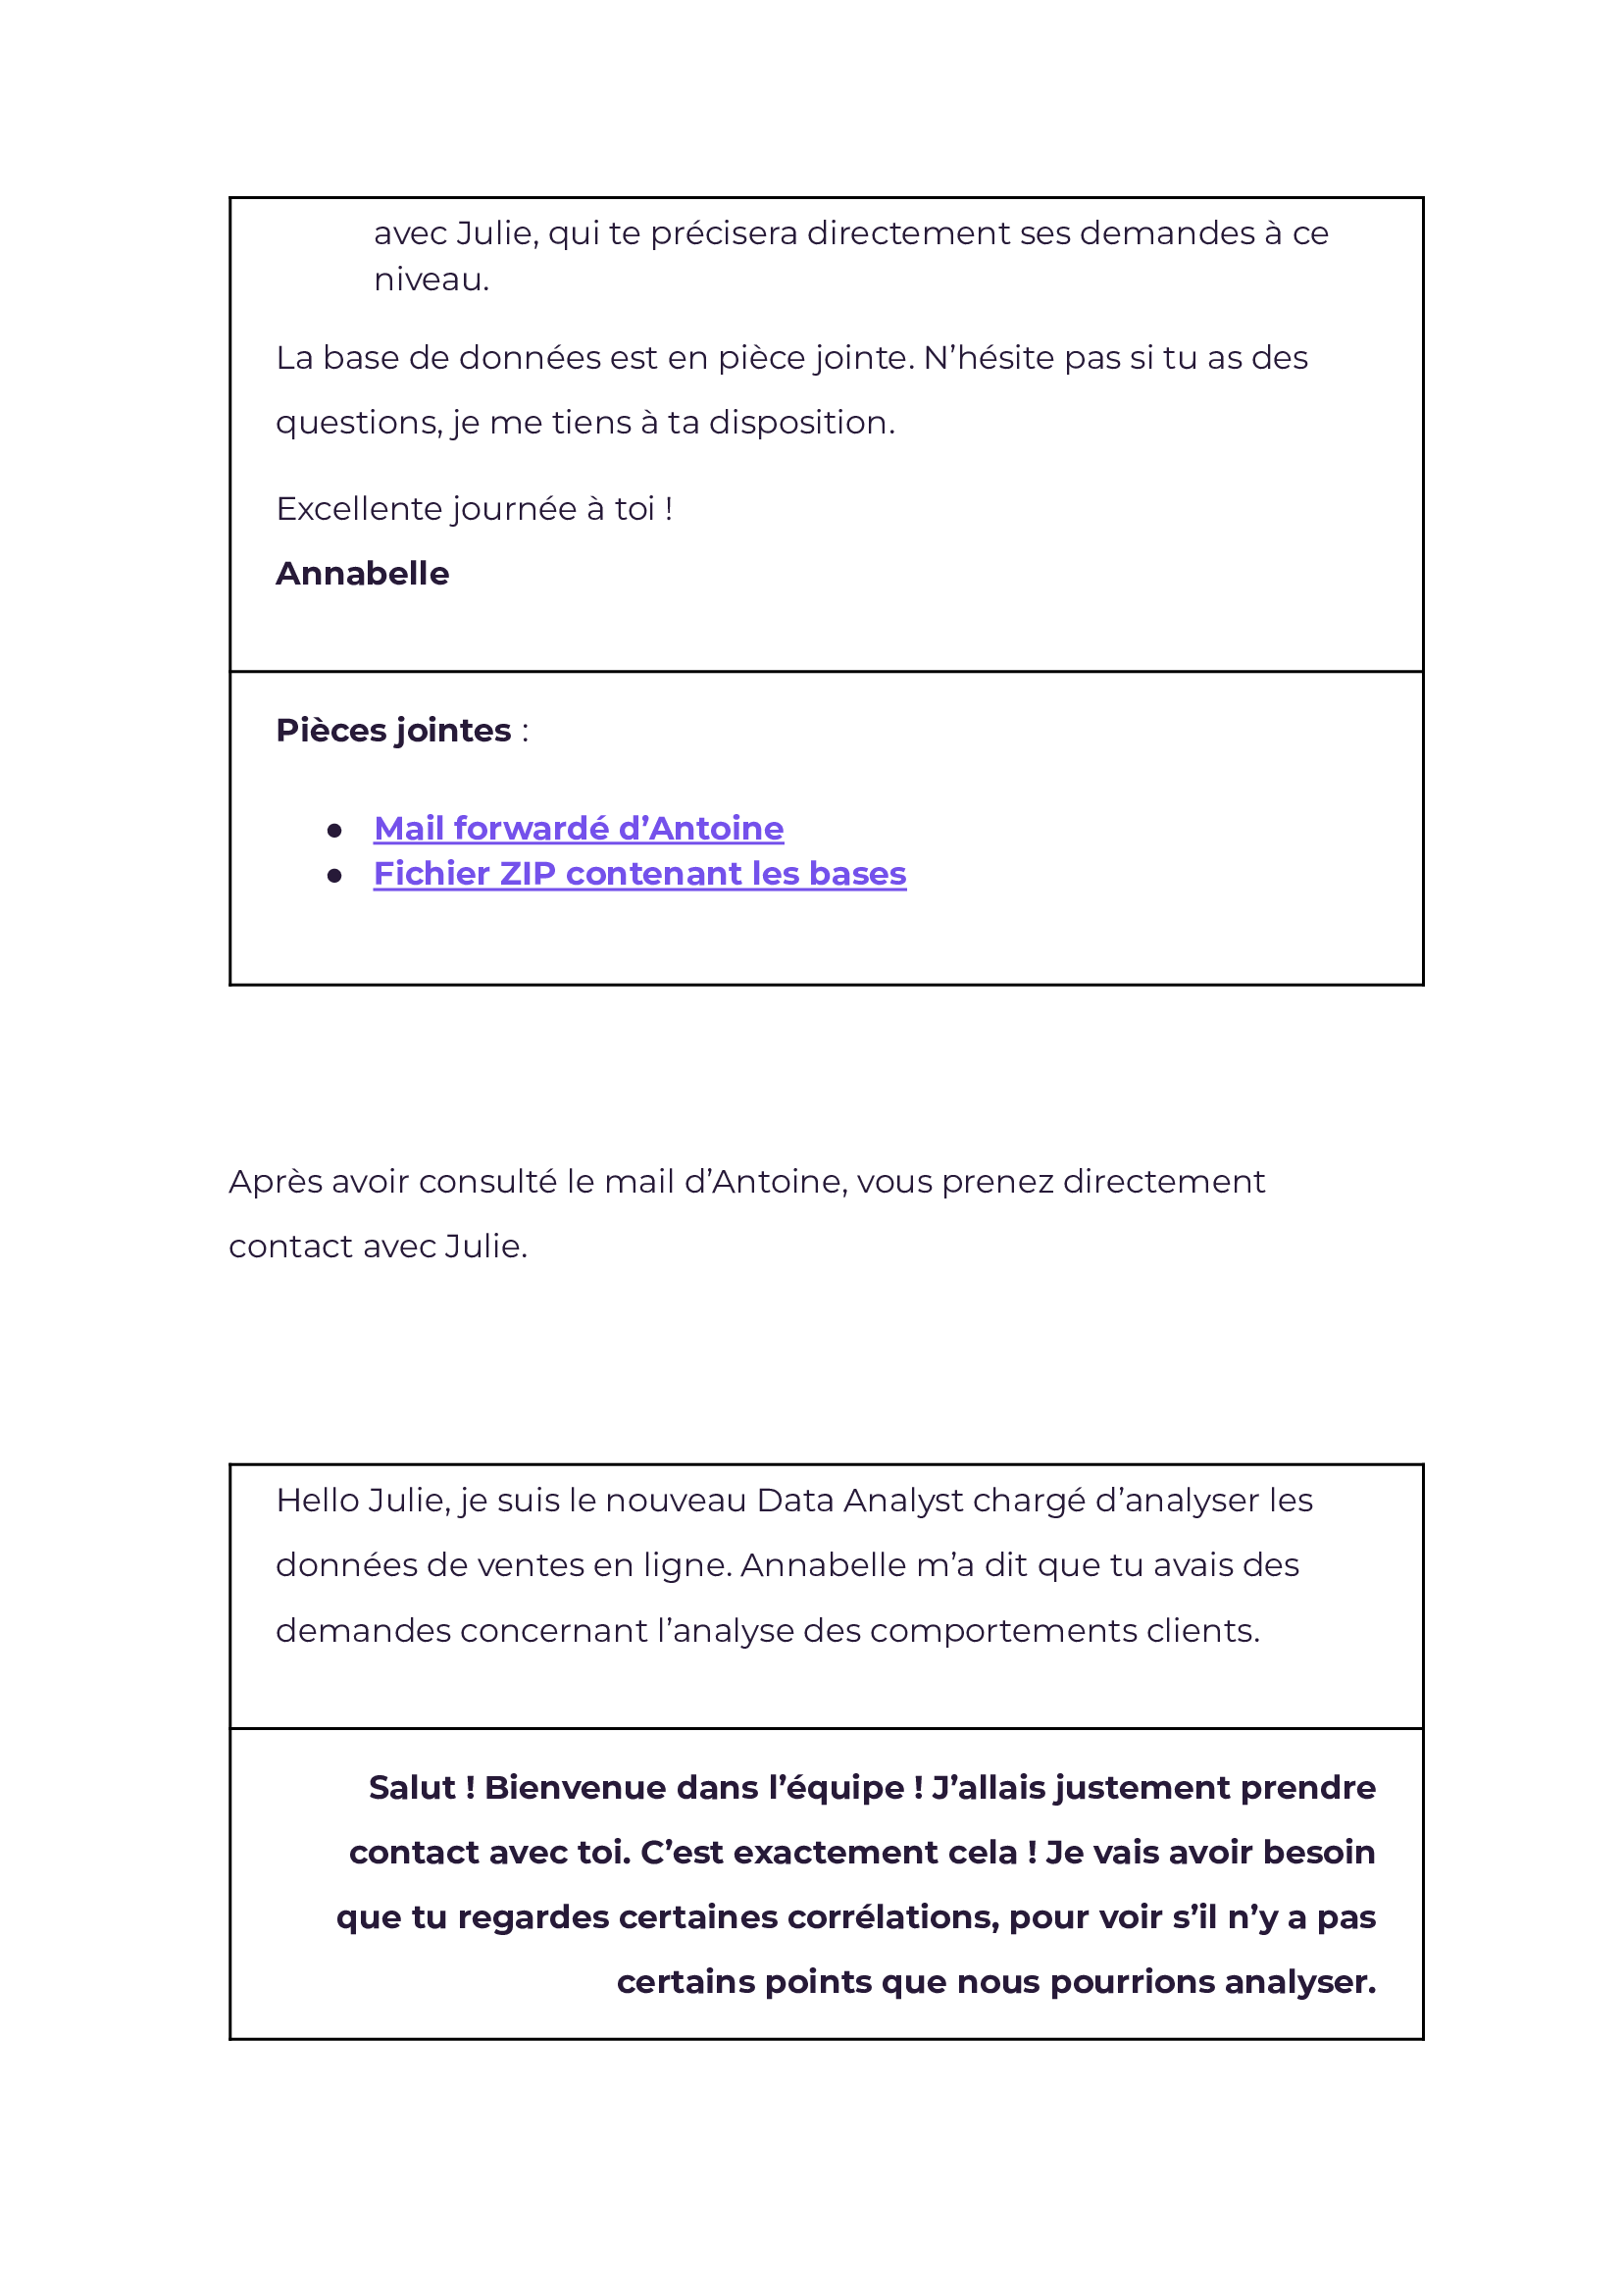 avec Julie, qui te précisera directement ses demandes à ce
niveau.
La base de données est en pièce jointe. N’hésite pas si tu as des
questions, je me tiens à ta disposition.
Excellente journée à toi !
Annabelle
Pièces jointes :
● Mail forwardé d’Antoine
● Fichier ZIP contenant les bases
Après avoir consulté le mail d’Antoine, vous prenez directement
contact avec Julie.
Hello Julie, je suis le nouveau Data Analyst chargé d’analyser les
données de ventes en ligne. Annabelle m’a dit que tu avais des
demandes concernant l’analyse des comportements clients.
Salut ! Bienvenue dans l’équipe ! J’allais justement prendre
contact avec toi. C’est exactement cela ! Je vais avoir besoin
que tu regardes certaines corrélations, pour voir s’il n’y a pas
certains points que nous pourrions analyser.